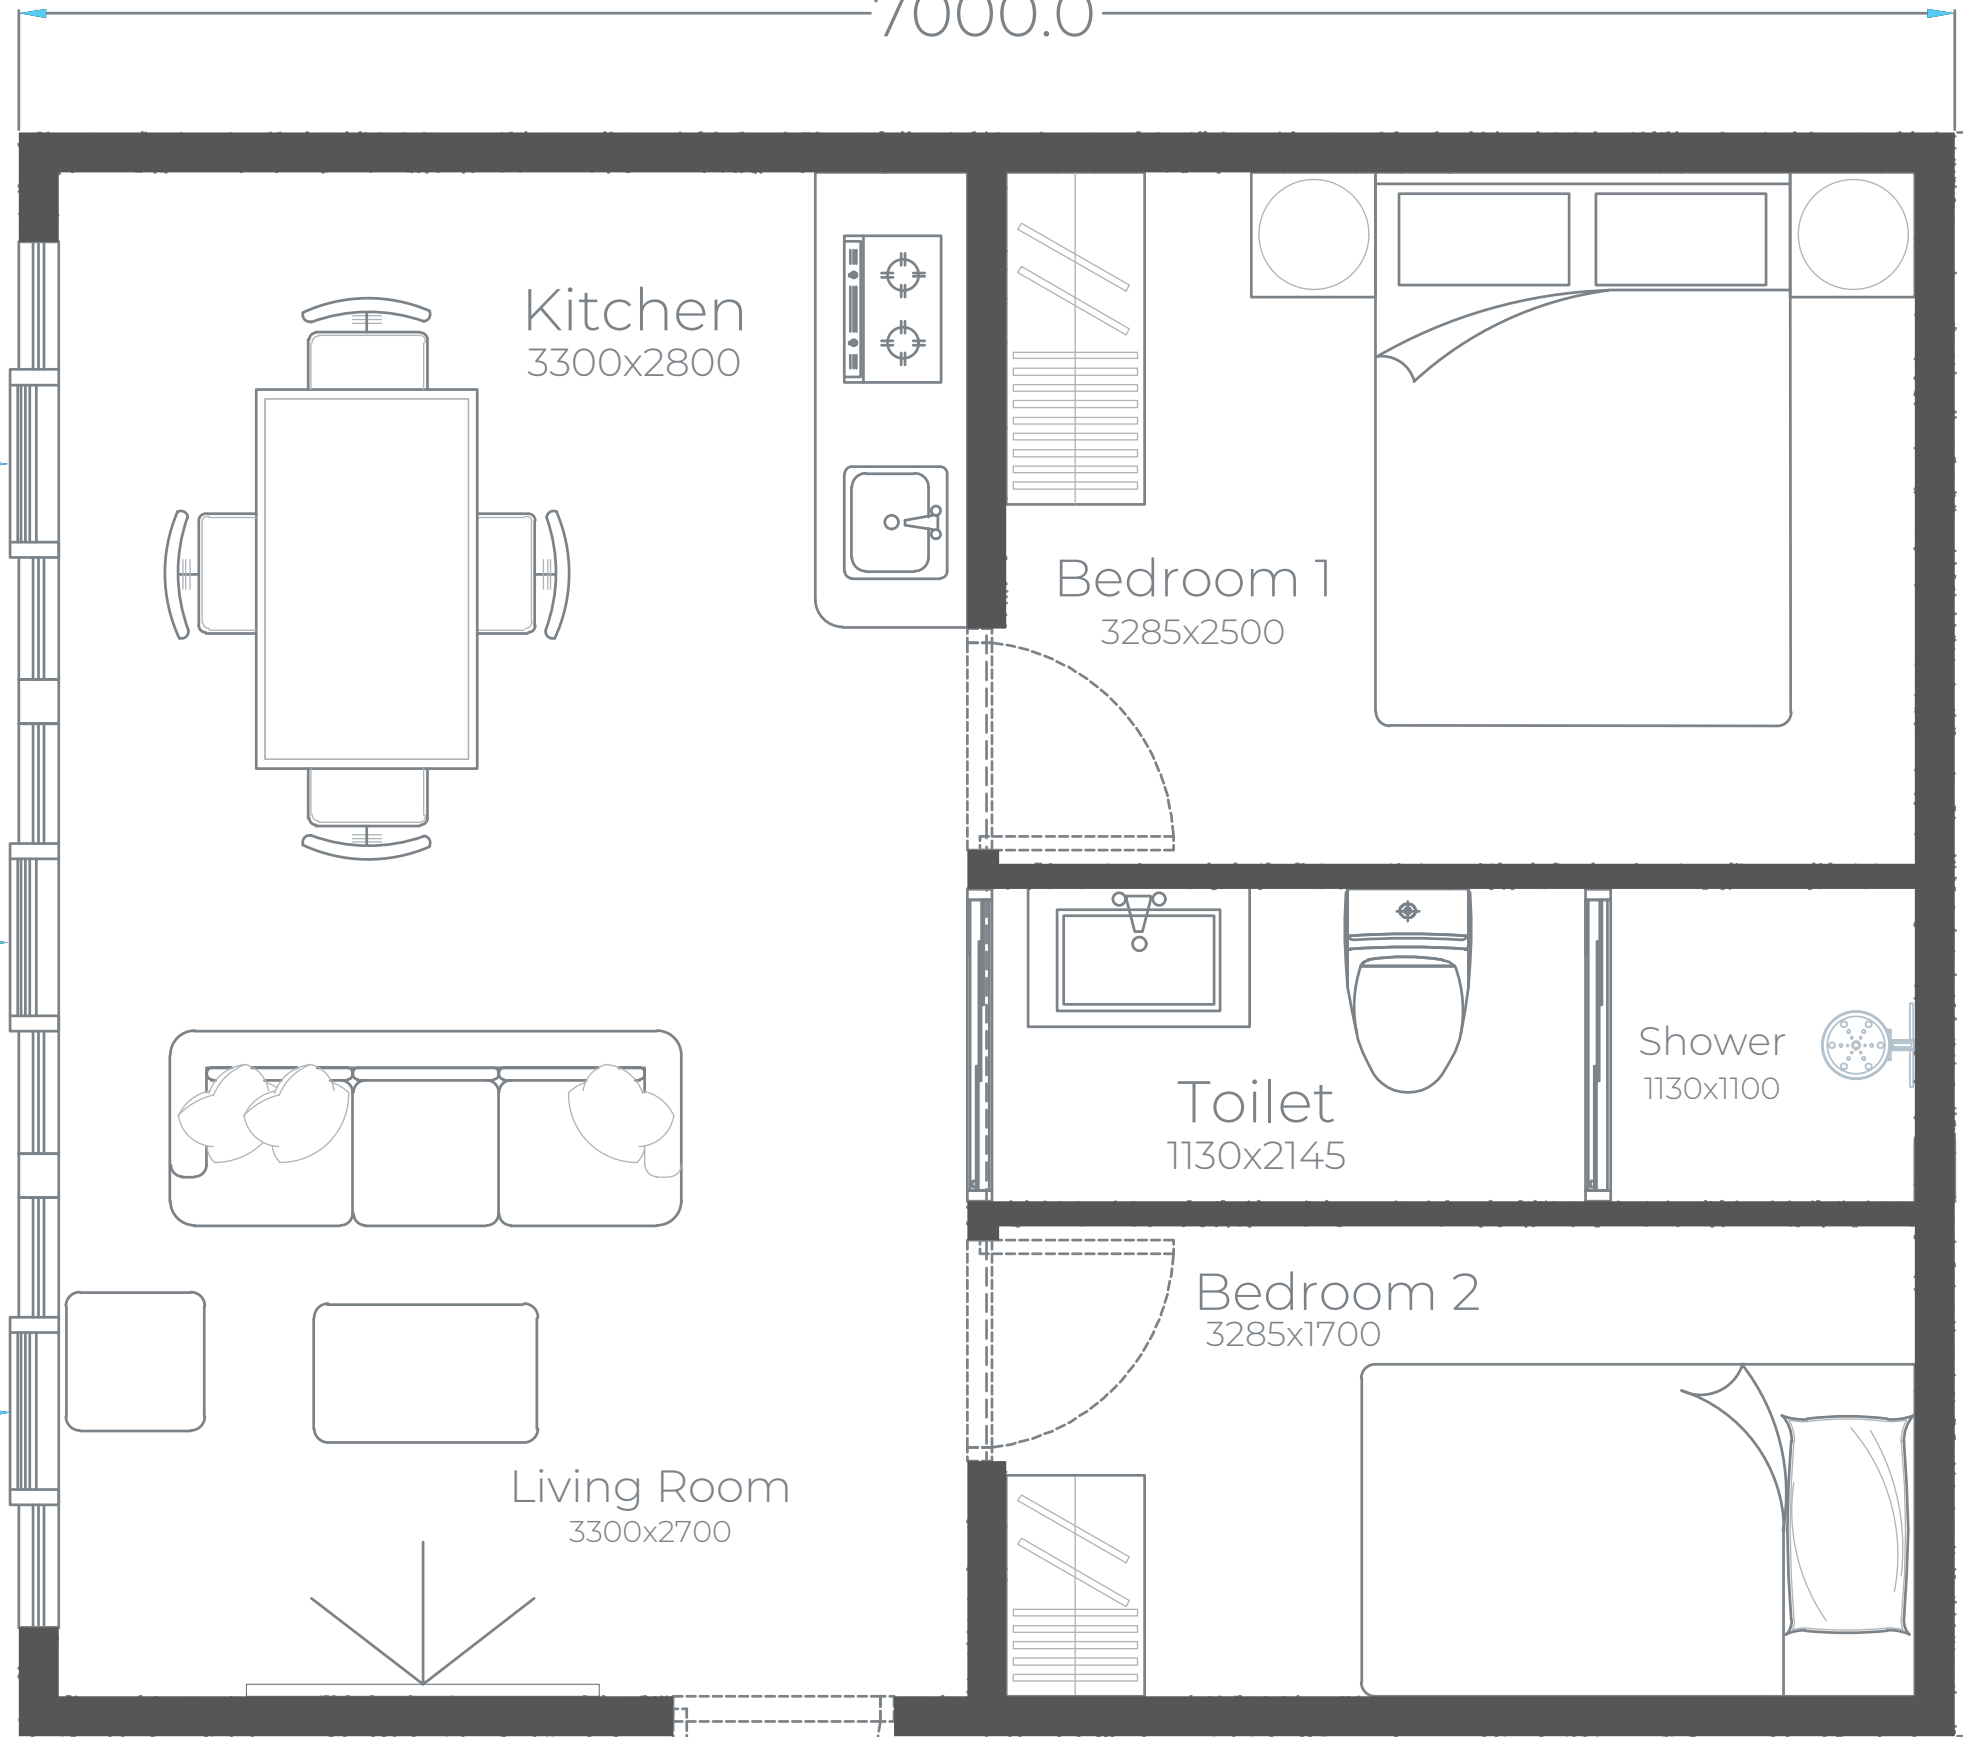 7000.0
Kitchen
3300x2800
Bedroom 1
3285x2500
Shower
1130x1100
Toilet
1130x2145
Bedroom 2
3285x1700
Living Room
3300x2700